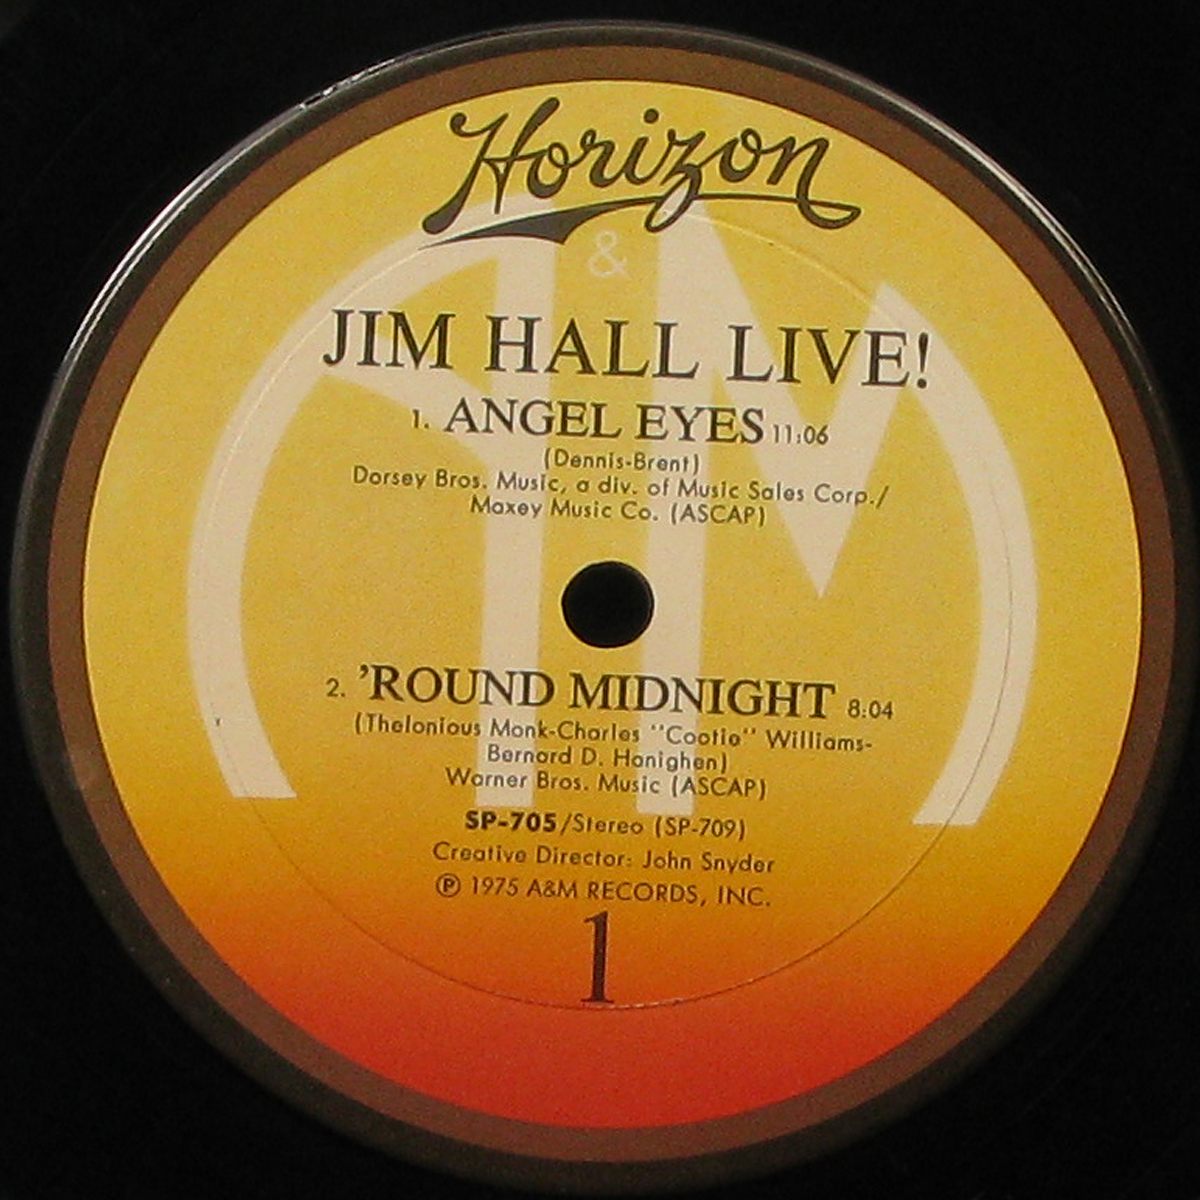 Horizon
&
AM
JIM HALL LIVE!
1. ANGEL EYES 11:06
(Dennis-Brent)
Dorsey Bros. Music, a div. of Music Sales Corp./
Maxey Music Co. (ASCAP)
2. 'ROUND MIDNIGHT 8:04
(Thelonious Monk-Charles "Cootie" Williams-
Bernard D. Hanighen)
Warner Bros. Music (ASCAP)
SP-705/Stereo (SP-709)
Creative Director: John Snyder
℗ 1975 A&M RECORDS, INC.
1